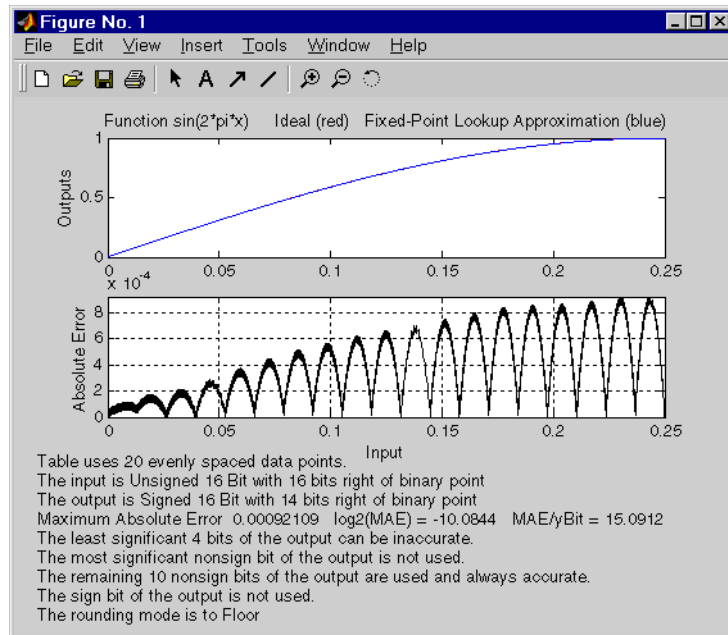 Figure No. 1
File Edit View Insert Tools Window Help
A
Function sin(2*pi*x) Ideal (red) Fixed-Point Lookup Approximation (blue)
1
0.5
0
Outputs
0 0.05 0.1 0.15 0.2 0.25
x 10^-4
8
6
4
2
0
Absolute Error
0 0.05 0.1 0.15 0.2 0.25
Input
Table uses 20 evenly spaced data points.
The input is Unsigned 16 Bit with 16 bits right of binary point
The output is Signed 16 Bit with 14 bits right of binary point
Maximum Absolute Error 0.00092109 log2(MAE) = -10.0844 MAE/yBit = 15.0912
The least significant 4 bits of the output can be inaccurate.
The most significant nonsign bit of the output is not used.
The remaining 10 nonsign bits of the output are used and always accurate.
The sign bit of the output is not used.
The rounding mode is to Floor